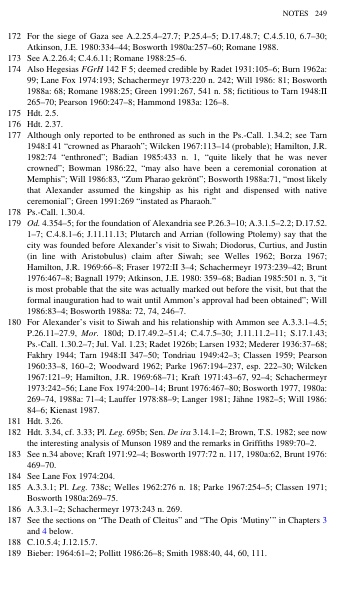 NOTES 249
172 For the siege of Gaza see A.2.25.4–27.7; P.25.4–5; D.17.48.7; C.4.5.10, 6.7–30;
Atkinson, J.E. 1980:334–44; Bosworth 1980a:257–60; Romane 1988.
173 See A.2.26.4; C.4.6.11; Romane 1988:25–6.
174 Also Hegesias FGrH 142 F 5; deemed credible by Radet 1931:105–6; Burn 1962a:
99; Lane Fox 1974:193; Schachermeyr 1973:220 n. 242; Will 1986: 81; Bosworth
1988a: 68; Romane 1988:25; Green 1991:267, 541 n. 58; fictitious to Tarn 1948:II
265–70; Pearson 1960:247–8; Hammond 1983a: 126–8.
175 Hdt. 2.5.
176 Hdt. 2.37.
177 Although only reported to be enthroned as such in the Ps.-Call. 1.34.2; see Tarn
1948:I 41 “crowned as Pharaoh”; Wilcken 1967:113–14 (probable); Hamilton, J.R.
1982:74 “enthroned”; Badian 1985:433 n. 1, “quite likely that he was never
crowned”; Bowman 1986:22, “may also have been a ceremonial coronation at
Memphis”; Will 1986:83, “Zum Pharao gekrönt”; Bosworth 1988a:71, “most likely
that Alexander assumed the kingship as his right and dispensed with native
ceremonial”; Green 1991:269 “instated as Pharaoh.”
178 Ps.-Call. 1.30.4.
179 Od. 4.354–5; for the foundation of Alexandria see P.26.3–10; A.3.1.5–2.2; D.17.52.
1–7; C.4.8.1–6; J.11.11.13; Plutarch and Arrian (following Ptolemy) say that the
city was founded before Alexander’s visit to Siwah; Diodorus, Curtius, and Justin
(in line with Aristobulus) claim after Siwah; see Welles 1962; Borza 1967;
Hamilton, J.R. 1969:66–8; Fraser 1972:II 3–4; Schachermeyr 1973:239–42; Brunt
1976:467–8; Bagnall 1979; Atkinson, J.E. 1980: 359–68; Badian 1985:501 n. 3, “it
is most probable that the site was actually marked out before the visit, but that the
formal inauguration had to wait until Ammon’s approval had been obtained”; Will
1986:83–4; Bosworth 1988a: 72, 74, 246–7.
180 For Alexander’s visit to Siwah and his relationship with Ammon see A.3.3.1–4.5;
P.26.11–27.9, Mor. 180d; D.17.49.2–51.4; C.4.7.5–30; J.11.11.2–11; S.17.1.43;
Ps.-Call. 1.30.2–7; Jul. Val. 1.23; Radet 1926b; Larsen 1932; Mederer 1936:37–68;
Fakhry 1944; Tarn 1948:II 347–50; Tondriau 1949:42–3; Classen 1959; Pearson
1960:33–8, 160–2; Woodward 1962; Parke 1967:194–237, esp. 222–30; Wilcken
1967:121–9; Hamilton, J.R. 1969:68–71; Kraft 1971:43–67, 92–4; Schachermeyr
1973:242–56; Lane Fox 1974:200–14; Brunt 1976:467–80; Bosworth 1977, 1980a:
269–74, 1988a: 71–4; Lauffer 1978:88–9; Langer 1981; Jähne 1982:5; Will 1986:
84–6; Kienast 1987.
181 Hdt. 3.26.
182 Hdt. 3.34, cf. 3.33; Pl. Leg. 695b; Sen. De ira 3.14.1–2; Brown, T.S. 1982; see now
the interesting analysis of Munson 1989 and the remarks in Griffiths 1989:70–2.
183 See n.34 above; Kraft 1971:92–4; Bosworth 1977:72 n. 117, 1980a,62, Brunt 1976:
469–70.
184 See Lane Fox 1974:204.
185 A.3.3.1; Pl. Leg. 738c; Welles 1962:276 n. 18; Parke 1967:254–5; Classen 1971;
Bosworth 1980a:269–75.
186 A.3.3.1–2; Schachermeyr 1973:243 n. 269.
187 See the sections on “The Death of Cleitus” and “The Opis ‘Mutiny’” in Chapters 3
and 4 below.
188 C.10.5.4; J.12.15.7.
189 Bieber: 1964:61–2; Pollitt 1986:26–8; Smith 1988:40, 44, 60, 111.